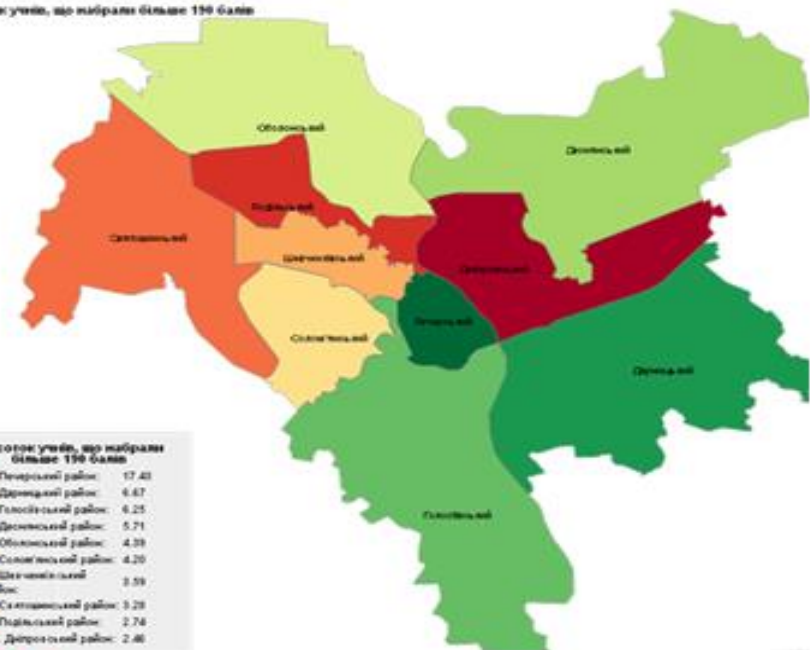 к учнів, що набрали більше 190 балів
Оболонський
Деснянський
Подільський
Святошинський
Шевченківський
Дніпровський
Печерський
Солом'янський
Дарницький
Голосіївський
соток учнів, що набрали
більше 190 балів
Печерський район: 17.40
Дарницький район: 6.67
Голосіївський район: 6.25
Деснянський район: 5.71
Оболонський район: 4.39
Солом'янський район: 4.20
Шевченківський
йон: 3.59
Святошинський район: 3.28
Подільський район: 2.74
Дніпровський район: 2.46